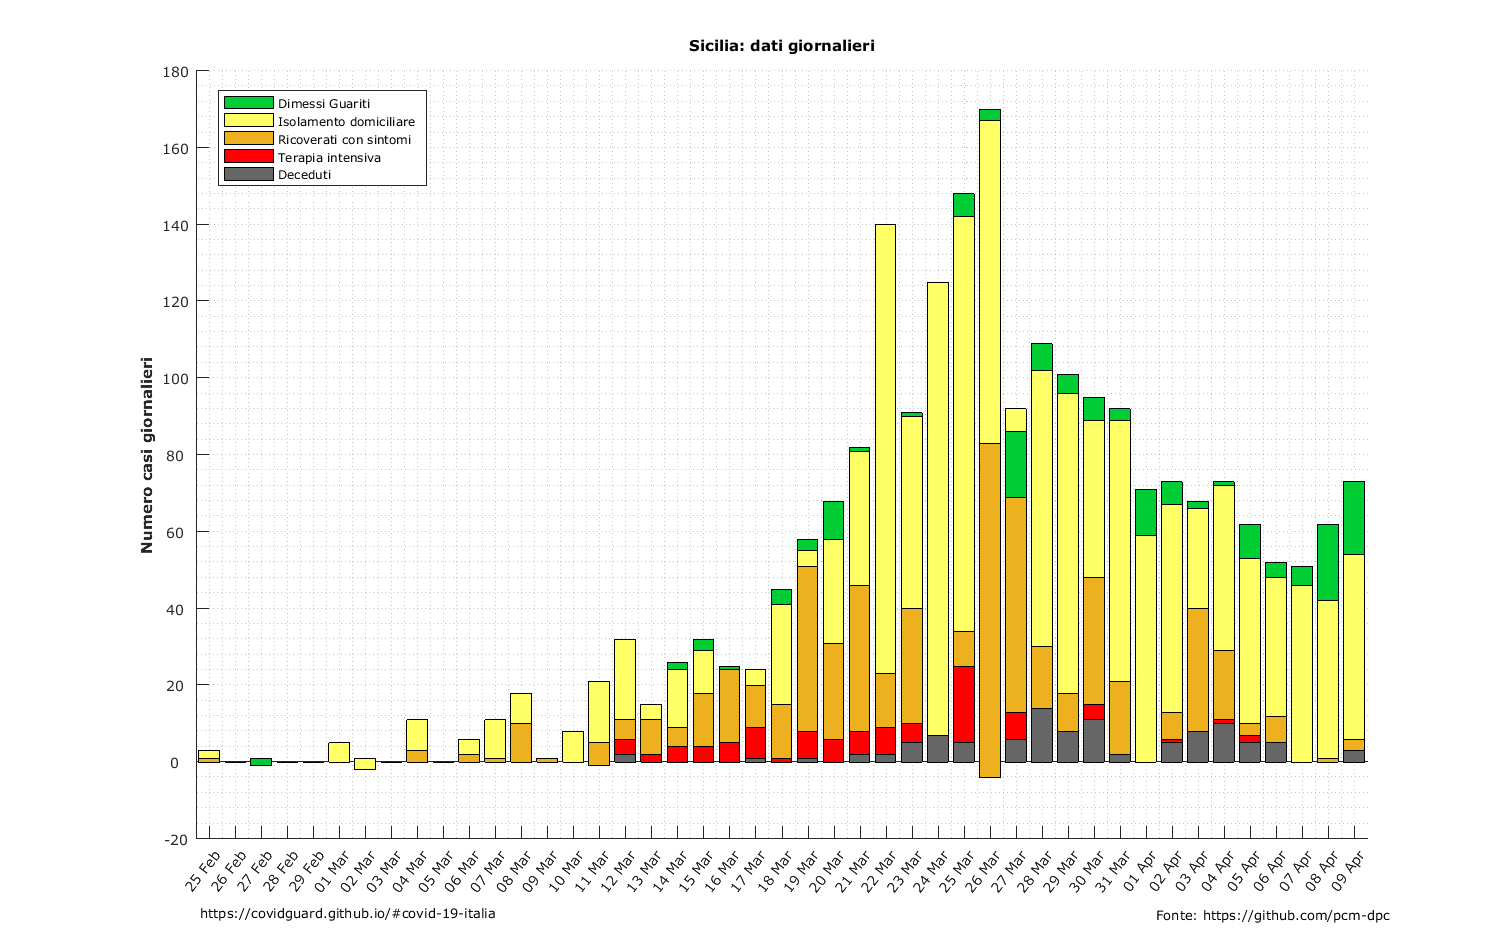 Sicilia: dati giornalieri
180
160
140
120
100
80
60
40
20
0
-20
Numero casi giornalieri
Dimessi Guariti
Isolamento domiciliare
Ricoverati con sintomi
Terapia intensiva
Deceduti
25 Feb
26 Feb
27 Feb
28 Feb
29 Feb
01 Mar
02 Mar
03 Mar
04 Mar
05 Mar
06 Mar
07 Mar
08 Mar
09 Mar
10 Mar
11 Mar
12 Mar
13 Mar
14 Mar
15 Mar
16 Mar
17 Mar
18 Mar
19 Mar
20 Mar
21 Mar
22 Mar
23 Mar
24 Mar
25 Mar
26 Mar
27 Mar
28 Mar
29 Mar
30 Mar
31 Mar
01 Apr
02 Apr
03 Apr
04 Apr
05 Apr
06 Apr
07 Apr
08 Apr
09 Apr
https://covidguard.github.io/#covid-19-italia
Fonte: https://github.com/pcm-dpc